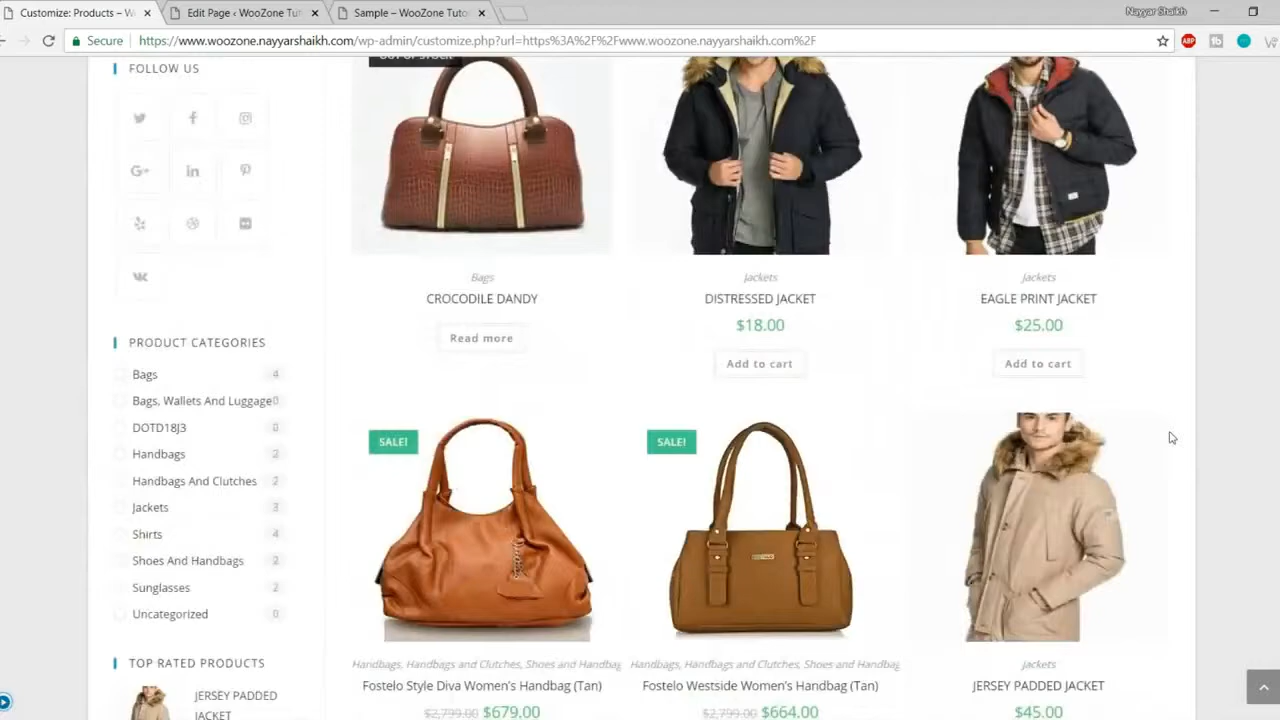 Customize: Products – W
Edit Page ‹ WooZone Tut
Sample – WooZone Tuto
Nayyar Shaikh
Secure
https://www.woozone.nayyarshaikh.com/wp-admin/customize.php?url=https%3A%2F%2Fwww.woozone.nayyarshaikh.com%2F
ABP
FOLLOW US
OUT OF STOCK
G+
in
Bags
CROCODILE DANDY
Read more
Jackets
DISTRESSED JACKET
$18.00
Add to cart
Jackets
EAGLE PRINT JACKET
$25.00
Add to cart
PRODUCT CATEGORIES
Bags 4
Bags, Wallets And Luggage 0
DOTD18J3 0
Handbags 2
Handbags And Clutches 2
Jackets 3
Shirts 4
Shoes And Handbags 2
Sunglasses 2
Uncategorized 0
TOP RATED PRODUCTS
JERSEY PADDED
JACKET
SALE!
Handbags, Handbags and Clutches, Shoes and Handbag
Fostelo Style Diva Women's Handbag (Tan)
$2,799.00 $679.00
SALE!
Handbags, Handbags and Clutches, Shoes and Handbag
Fostelo Westside Women's Handbag (Tan)
$2,799.00 $664.00
Jackets
JERSEY PADDED JACKET
$45.00